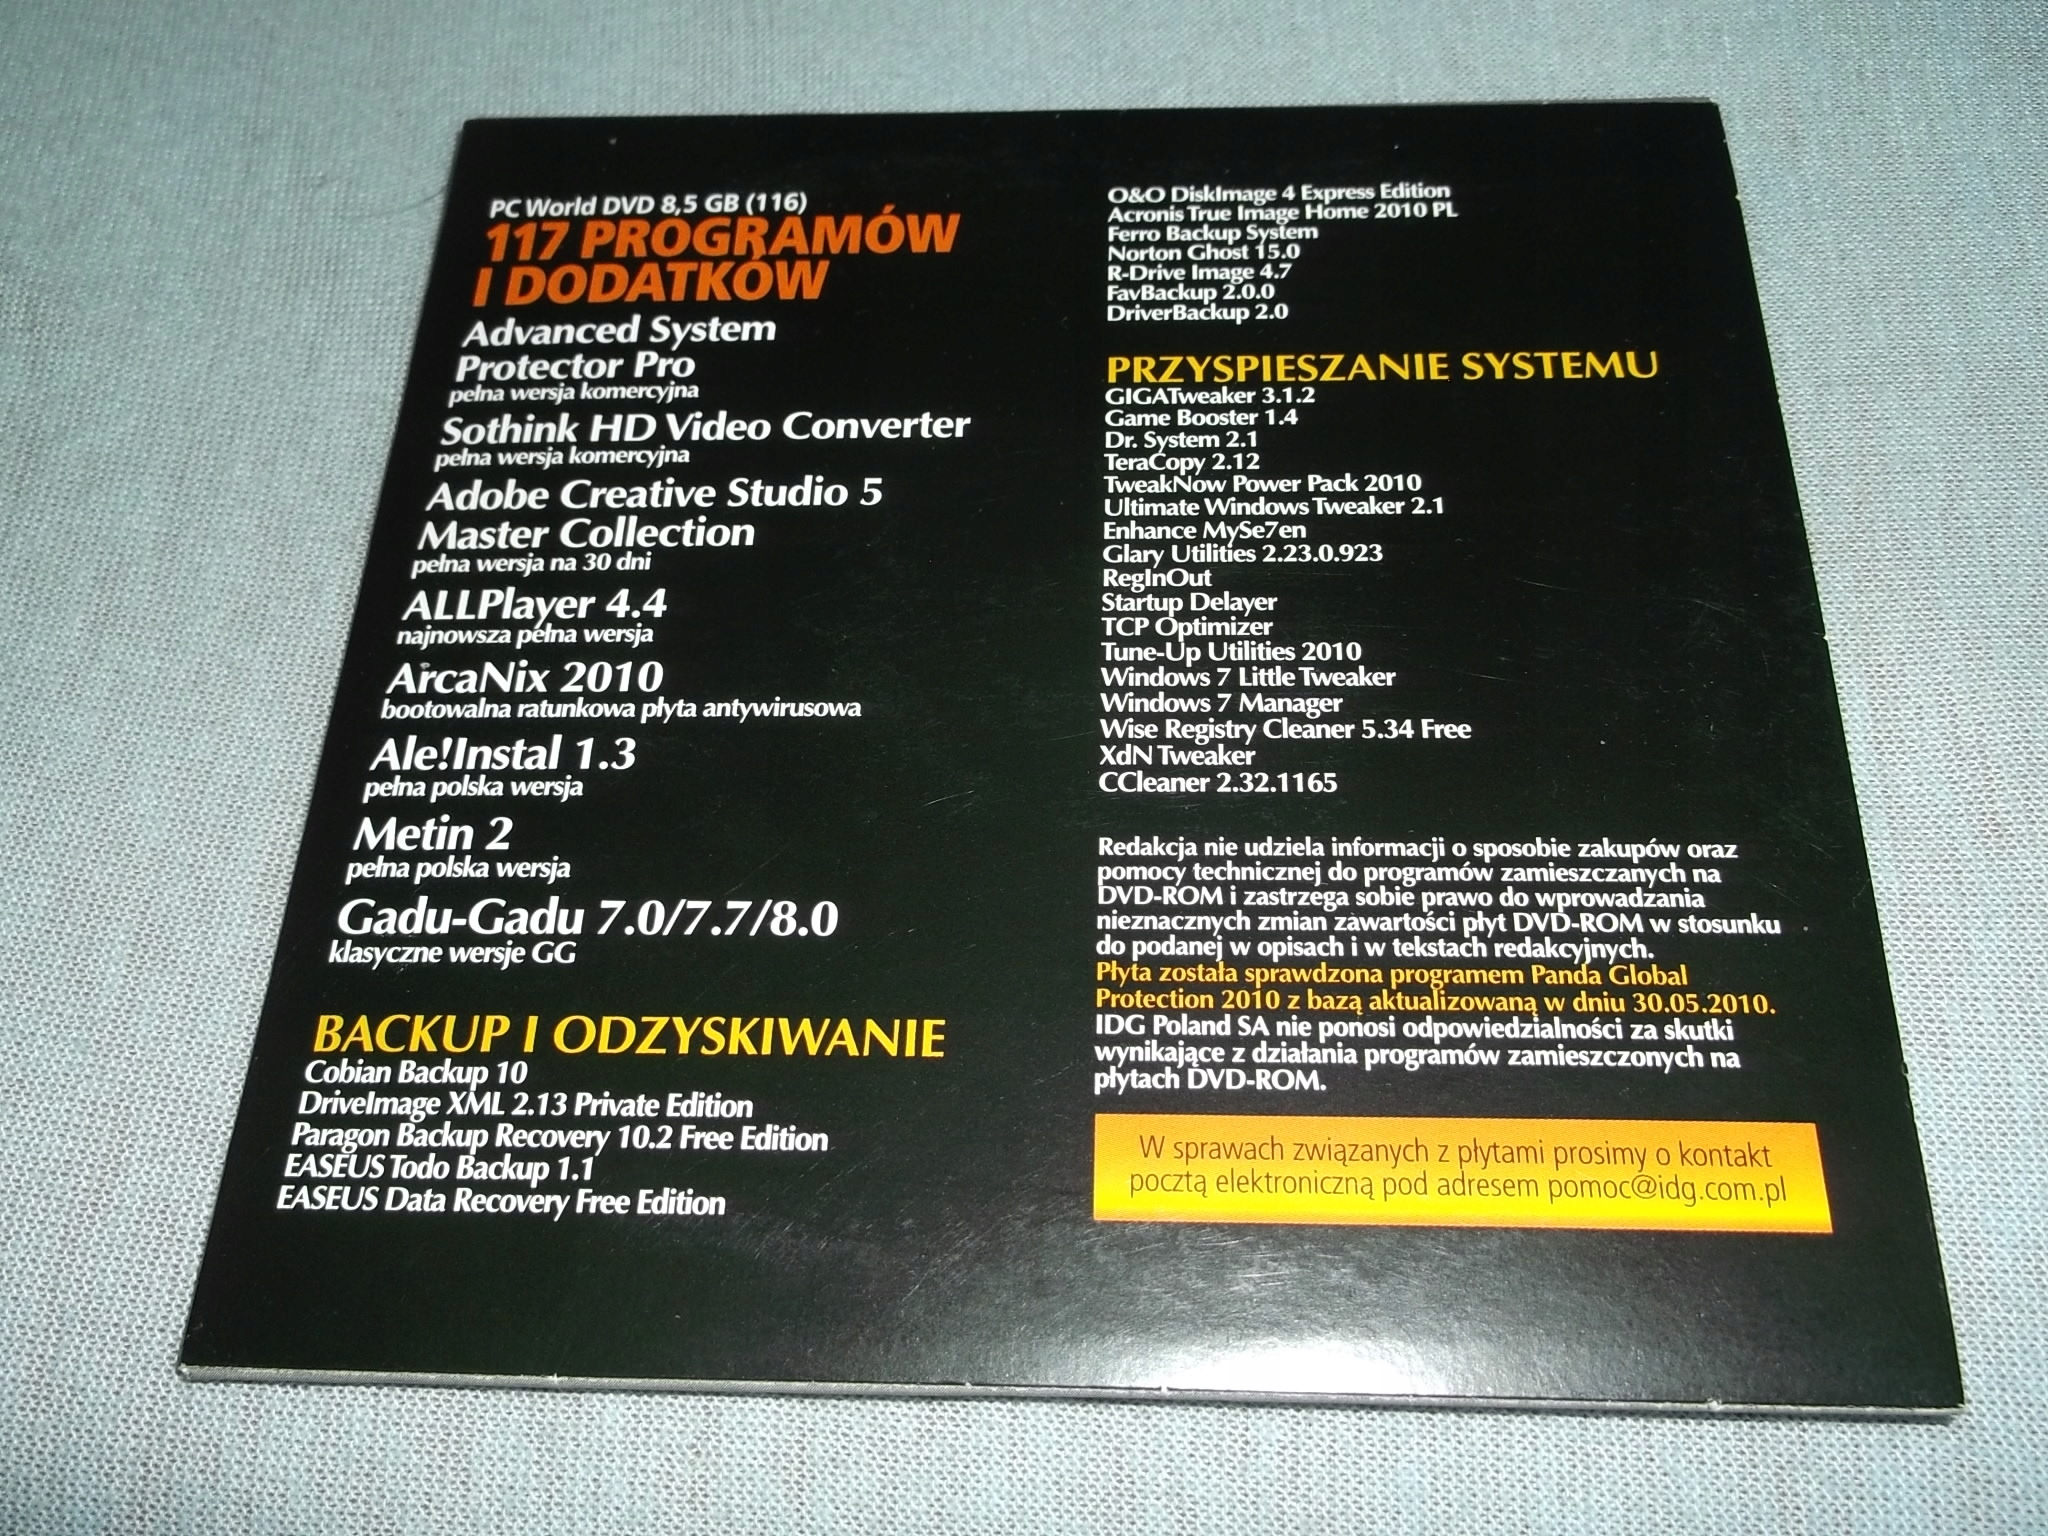 PC World DVD 8,5 GB (116)
117 PROGRAMÓW
I DODATKÓW
Advanced System
Protector Pro
pełna wersja komercyjna
Sothink HD Video Converter
pełna wersja komercyjna
Adobe Creative Studio 5
Master Collection
pełna wersja na 30 dni
ALLPlayer 4.4
najnowsza pełna wersja
ArcaNix 2010
bootowalna ratunkowa płyta antywirusowa
Ale!Instal 1.3
pełna polska wersja
Metin 2
pełna polska wersja
Gadu-Gadu 7.0/7.7/8.0
klasyczne wersje GG
BACKUP I ODZYSKIWANIE
Cobian Backup 10
DriveImage XML 2.13 Private Edition
Paragon Backup Recovery 10.2 Free Edition
EASEUS Todo Backup 1.1
EASEUS Data Recovery Free Edition
O&O DiskImage 4 Express Edition
Acronis True Image Home 2010 PL
Ferro Backup System
Norton Ghost 15.0
R-Drive Image 4.7
FavBackup 2.0.0
DriverBackup 2.0
PRZYSPIESZANIE SYSTEMU
GIGATweaker 3.1.2
Game Booster 1.4
Dr. System 2.1
TeraCopy 2.12
TweakNow Power Pack 2010
Ultimate Windows Tweaker 2.1
Enhance MySe7en
Glary Utilities 2.23.0.923
RegInOut
Startup Delayer
TCP Optimizer
Tune-Up Utilities 2010
Windows 7 Little Tweaker
Windows 7 Manager
Wise Registry Cleaner 5.34 Free
XdN Tweaker
CCleaner 2.32.1165
Redakcja nie udziela informacji o sposobie zakupów oraz
pomocy technicznej do programów zamieszczanych na
DVD-ROM i zastrzega sobie prawo do wprowadzania
nieznacznych zmian zawartości płyt DVD-ROM w stosunku
do podanej w opisach i w tekstach redakcyjnych.
Płyta została sprawdzona programem Panda Global
Protection 2010 z bazą aktualizowaną w dniu 30.05.2010.
IDG Poland SA nie ponosi odpowiedzialności za skutki
wynikające z działania programów zamieszczonych na
płytach DVD-ROM.
W sprawach związanych z płytami prosimy o kontakt
pocztą elektroniczną pod adresem pomoc@idg.com.pl